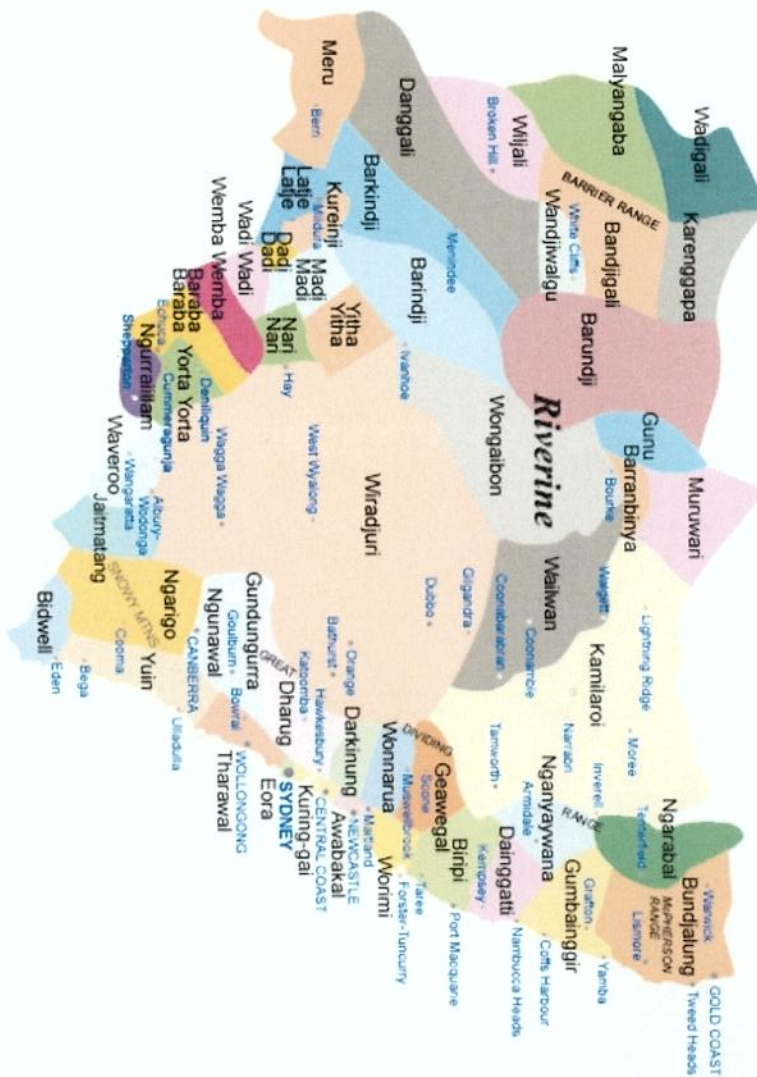 Wadigali
Karenggapa
Malyangaba
BARRIER RANGE
Bandjigali
White Cliffs
Wandjiwalgu
Wiljali
Broken Hill
Danggali
Menindee
Barkindji
Barindji
Meru
Berri
Kureinji
Mildura
Latje
Latje
Madi
Madi
Dadi
Dadi
Wadi Wadi
Wemba Wemba
Baraba
Baraba
Nari
Nari
Yitha
Yitha
Barundji
Gunu
Barranbinya
Bourke
Muruwari
Riverine
Wongaibon
Ivanhoe
Hay
Wailwan
Walgett
Lightning Ridge
Kamilaroi
Moree
Inverell
Narrabri
Coonamble
Coonabarabran
Gilgandra
Dubbo
Tamworth
Wiradjuri
West Wyalong
Wagga Wagga
Deniliquin
Yorta Yorta
Cummeragunja
Echuca
Ngurraiillam
Shepparton
Waveroo
Wangaratta
Albury-
Wodonga
Jaitmatang
SNOWY MTNS
Ngarigo
Cooma
Bidwell
Eden
Bega
Yuin
Ulladulla
CANBERRA
Ngunawal
Goulburn
Gundungurra
Bowral
GREAT
DIVIDING
RANGE
Orange
Bathurst
Katoomba
Hawkesbury
Dharug
Darkinung
WOLLONGONG
Tharawal
SYDNEY
Eora
Kuring-gai
CENTRAL COAST
Awabakal
NEWCASTLE
Maitland
Wonnarua
Muswellbrook
Scone
Geawegal
Worimi
Forster-Tuncurry
Taree
Biripi
Port Macquarie
Kempsey
Dainggatti
Nambucca Heads
Nganyaywana
Armidale
Gumbainggir
Coffs Harbour
Grafton
Yamba
Ngarabal
Tenterfield
Bundjalung
McPHERSON
RANGE
Lismore
Warwick
Tweed Heads
GOLD COAST